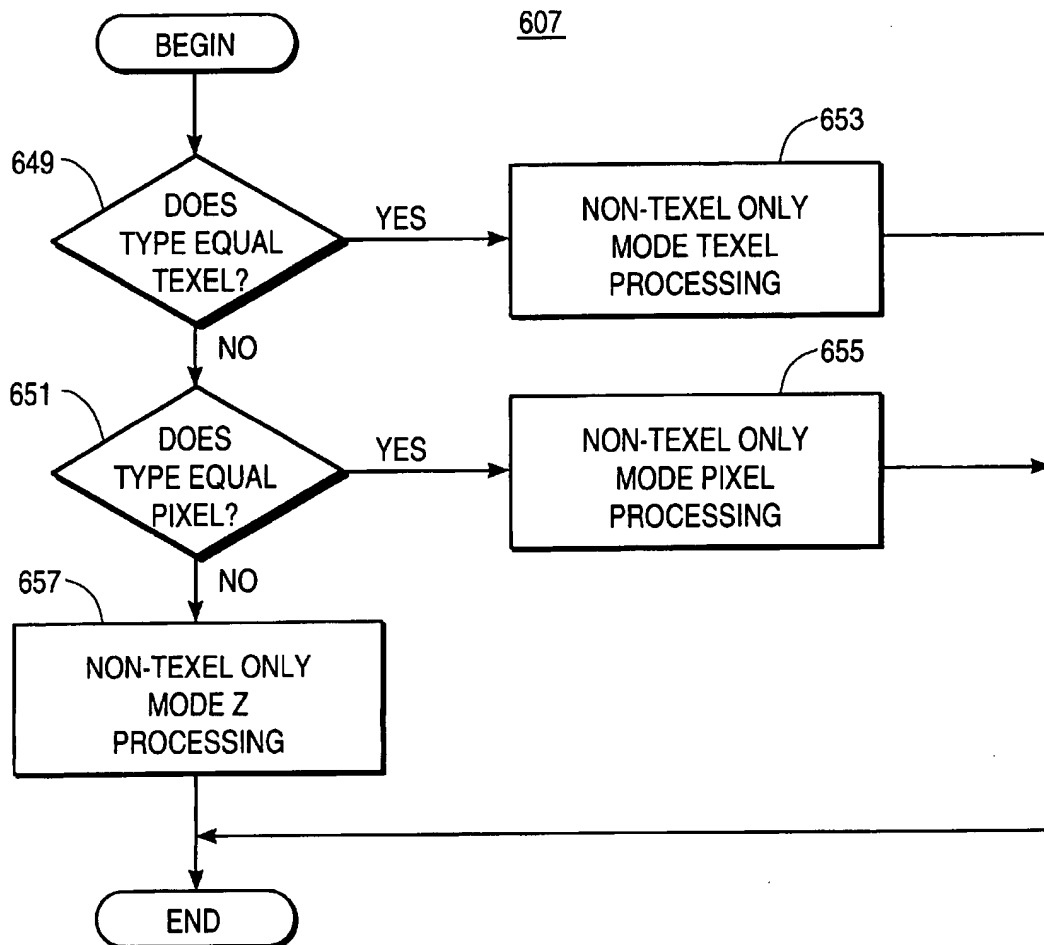 607
BEGIN
649
DOES
TYPE EQUAL
TEXEL?
YES
653
NON-TEXEL ONLY
MODE TEXEL
PROCESSING
NO
651
DOES
TYPE EQUAL
PIXEL?
YES
655
NON-TEXEL ONLY
MODE PIXEL
PROCESSING
NO
657
NON-TEXEL ONLY
MODE Z
PROCESSING
END